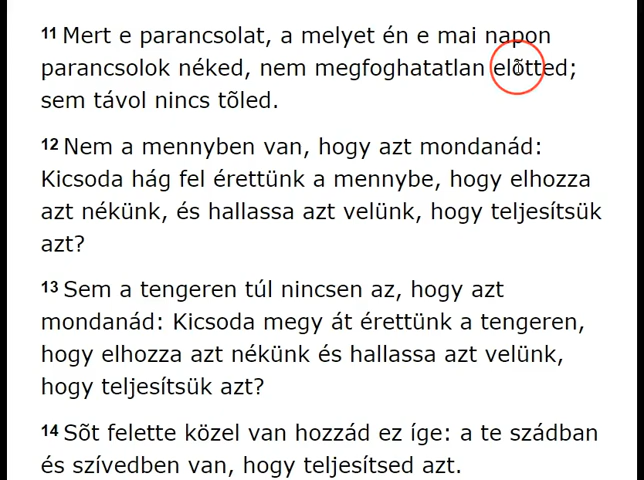 11 Mert e parancsolat, a melyet én e mai napon
parancsolok néked, nem megfoghatatlan elõtted;
sem távol nincs tõled.
12 Nem a mennyben van, hogy azt mondanád:
Kicsoda hág fel érettünk a mennybe, hogy elhozza
azt nékünk, és hallassa azt velünk, hogy teljesítsük
azt?
13 Sem a tengeren túl nincsen az, hogy azt
mondanád: Kicsoda megy át érettünk a tengeren,
hogy elhozza azt nékünk és hallassa azt velünk,
hogy teljesítsük azt?
14 Sõt felette közel van hozzád ez íge: a te szádban
és szívedben van, hogy teljesítsed azt.